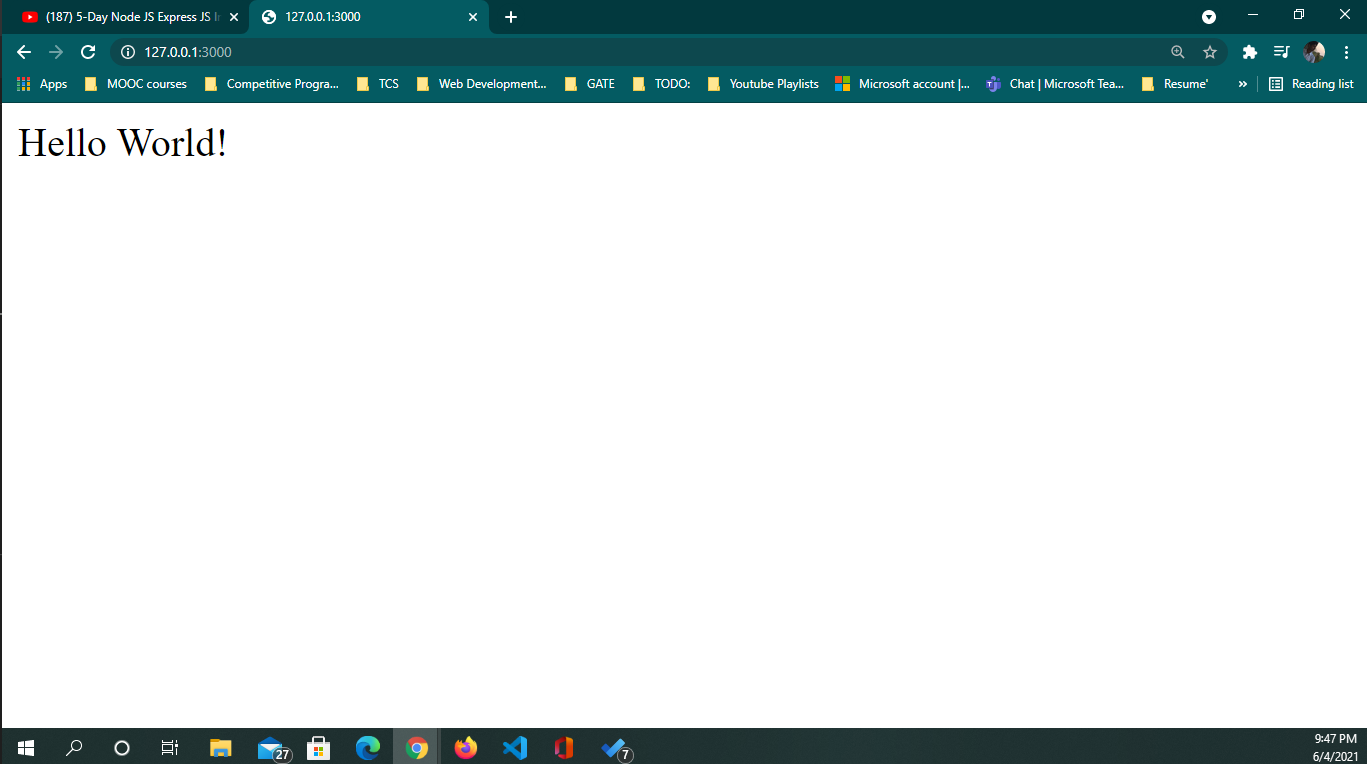 (187) 5-Day Node JS Express JS
127.0.0.1:3000
127.0.0.1:3000
Apps
MOOC courses
Competitive Progra...
TCS
Web Development...
GATE
TODO:
Youtube Playlists
Microsoft account |...
Chat | Microsoft Tea...
Resume'
»
Reading list
Hello World!
27
7
9:47 PM
6/4/2021